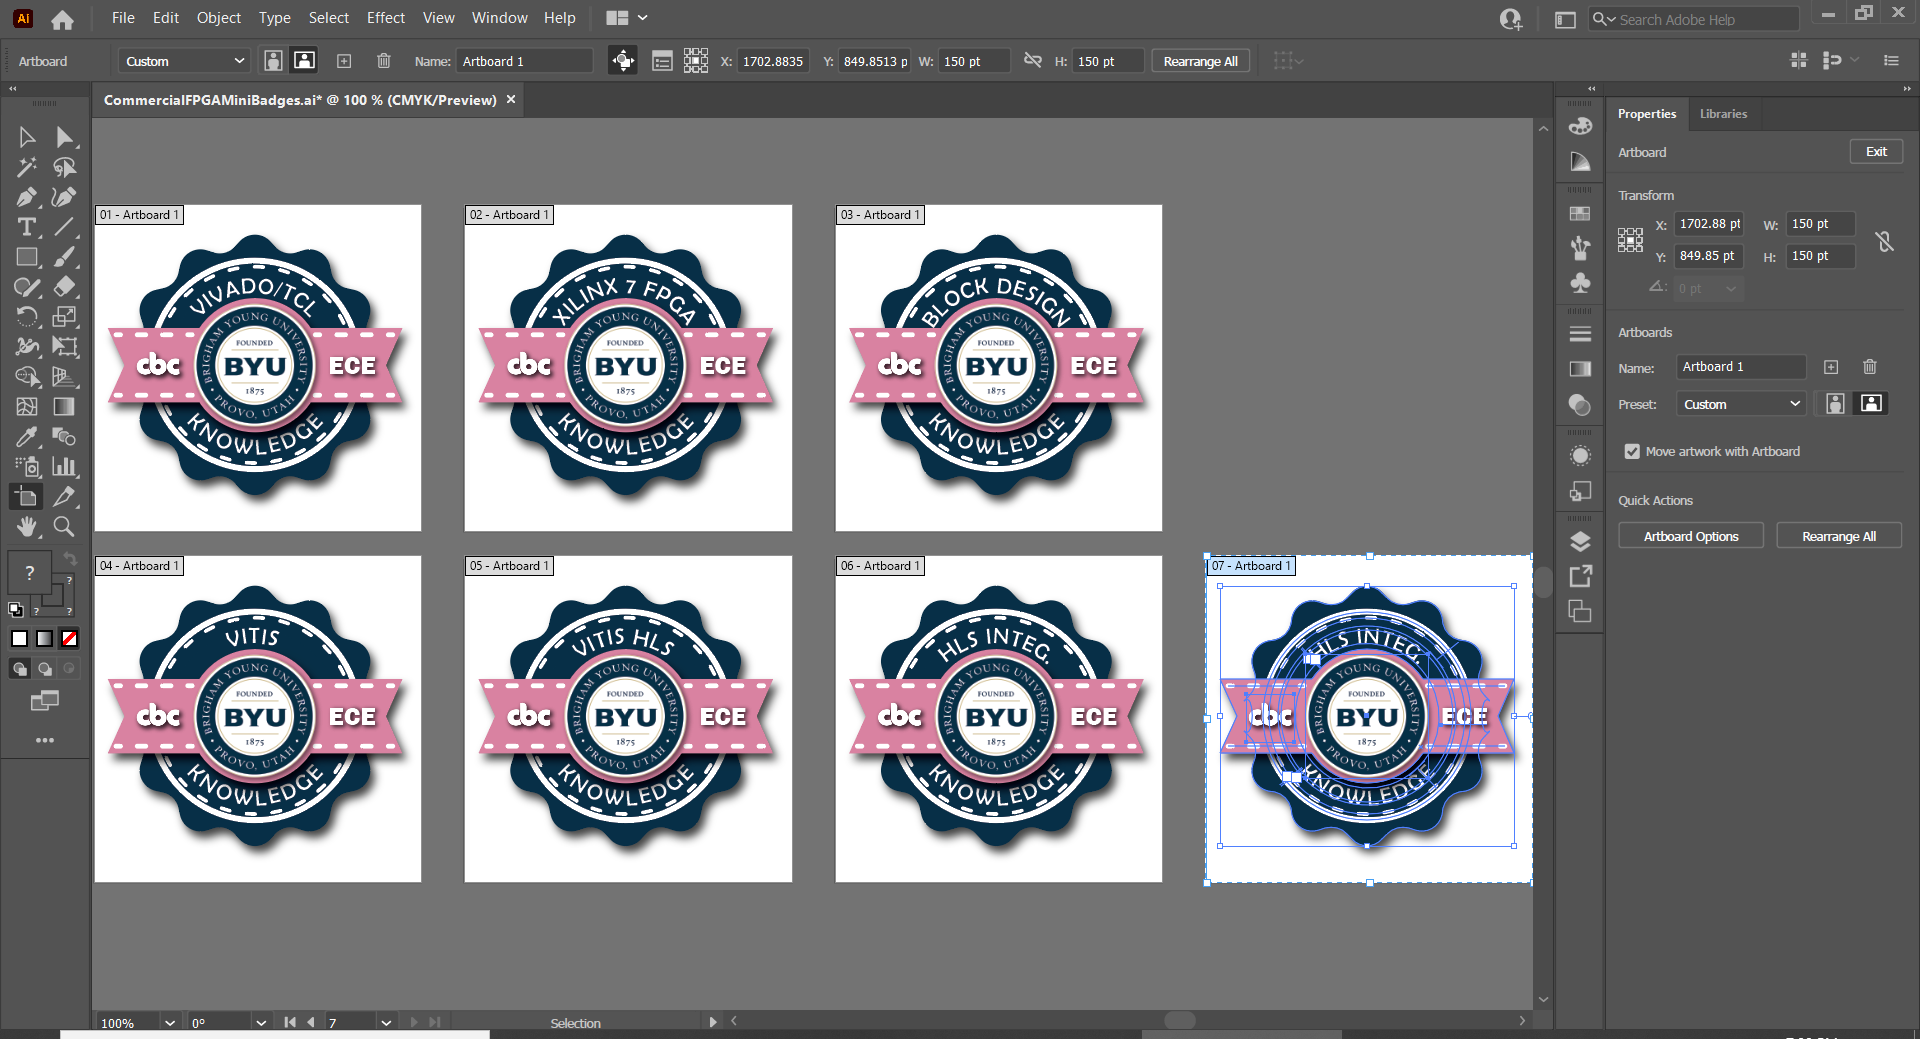 Ai File Edit Object Type Select Effect View Window Help Search Adobe Help
Artboard Custom Name: Artboard 1 X: 1702.8835 Y: 849.8513 p W: 150 pt H: 150 pt Rearrange All
CommercialFPGAMiniBadges.ai* @ 100 % (CMYK/Preview) ×
Properties Libraries
Artboard Exit
Transform
X: 1702.88 pt W: 150 pt
Y: 849.85 pt H: 150 pt
0 pt
Artboards
Name: Artboard 1
Preset: Custom
Move artwork with Artboard
Quick Actions
Artboard Options Rearrange All
01 - Artboard 1
VIVADO/TCL
BRIGHAM YOUNG UNIVERSITY
FOUNDED
cbc BYU ECE
1875
PROVO, UTAH
KNOWLEDGE
02 - Artboard 1
XILINX 7 FPGA
BRIGHAM YOUNG UNIVERSITY
FOUNDED
cbc BYU ECE
1875
PROVO, UTAH
KNOWLEDGE
03 - Artboard 1
BLOCK DESIGN
BRIGHAM YOUNG UNIVERSITY
FOUNDED
cbc BYU ECE
1875
PROVO, UTAH
KNOWLEDGE
04 - Artboard 1
VITIS
BRIGHAM YOUNG UNIVERSITY
FOUNDED
cbc BYU ECE
1875
PROVO, UTAH
KNOWLEDGE
05 - Artboard 1
VITIS HLS
BRIGHAM YOUNG UNIVERSITY
FOUNDED
cbc BYU ECE
1875
PROVO, UTAH
KNOWLEDGE
06 - Artboard 1
HLS INTEG.
BRIGHAM YOUNG UNIVERSITY
FOUNDED
cbc BYU ECE
1875
PROVO, UTAH
KNOWLEDGE
07 - Artboard 1
HLS INTEG.
BRIGHAM YOUNG UNIVERSITY
FOUNDED
cbc BYU ECE
1875
PROVO, UTAH
KNOWLEDGE
? ?
? ?
100% 0° 7 Selection